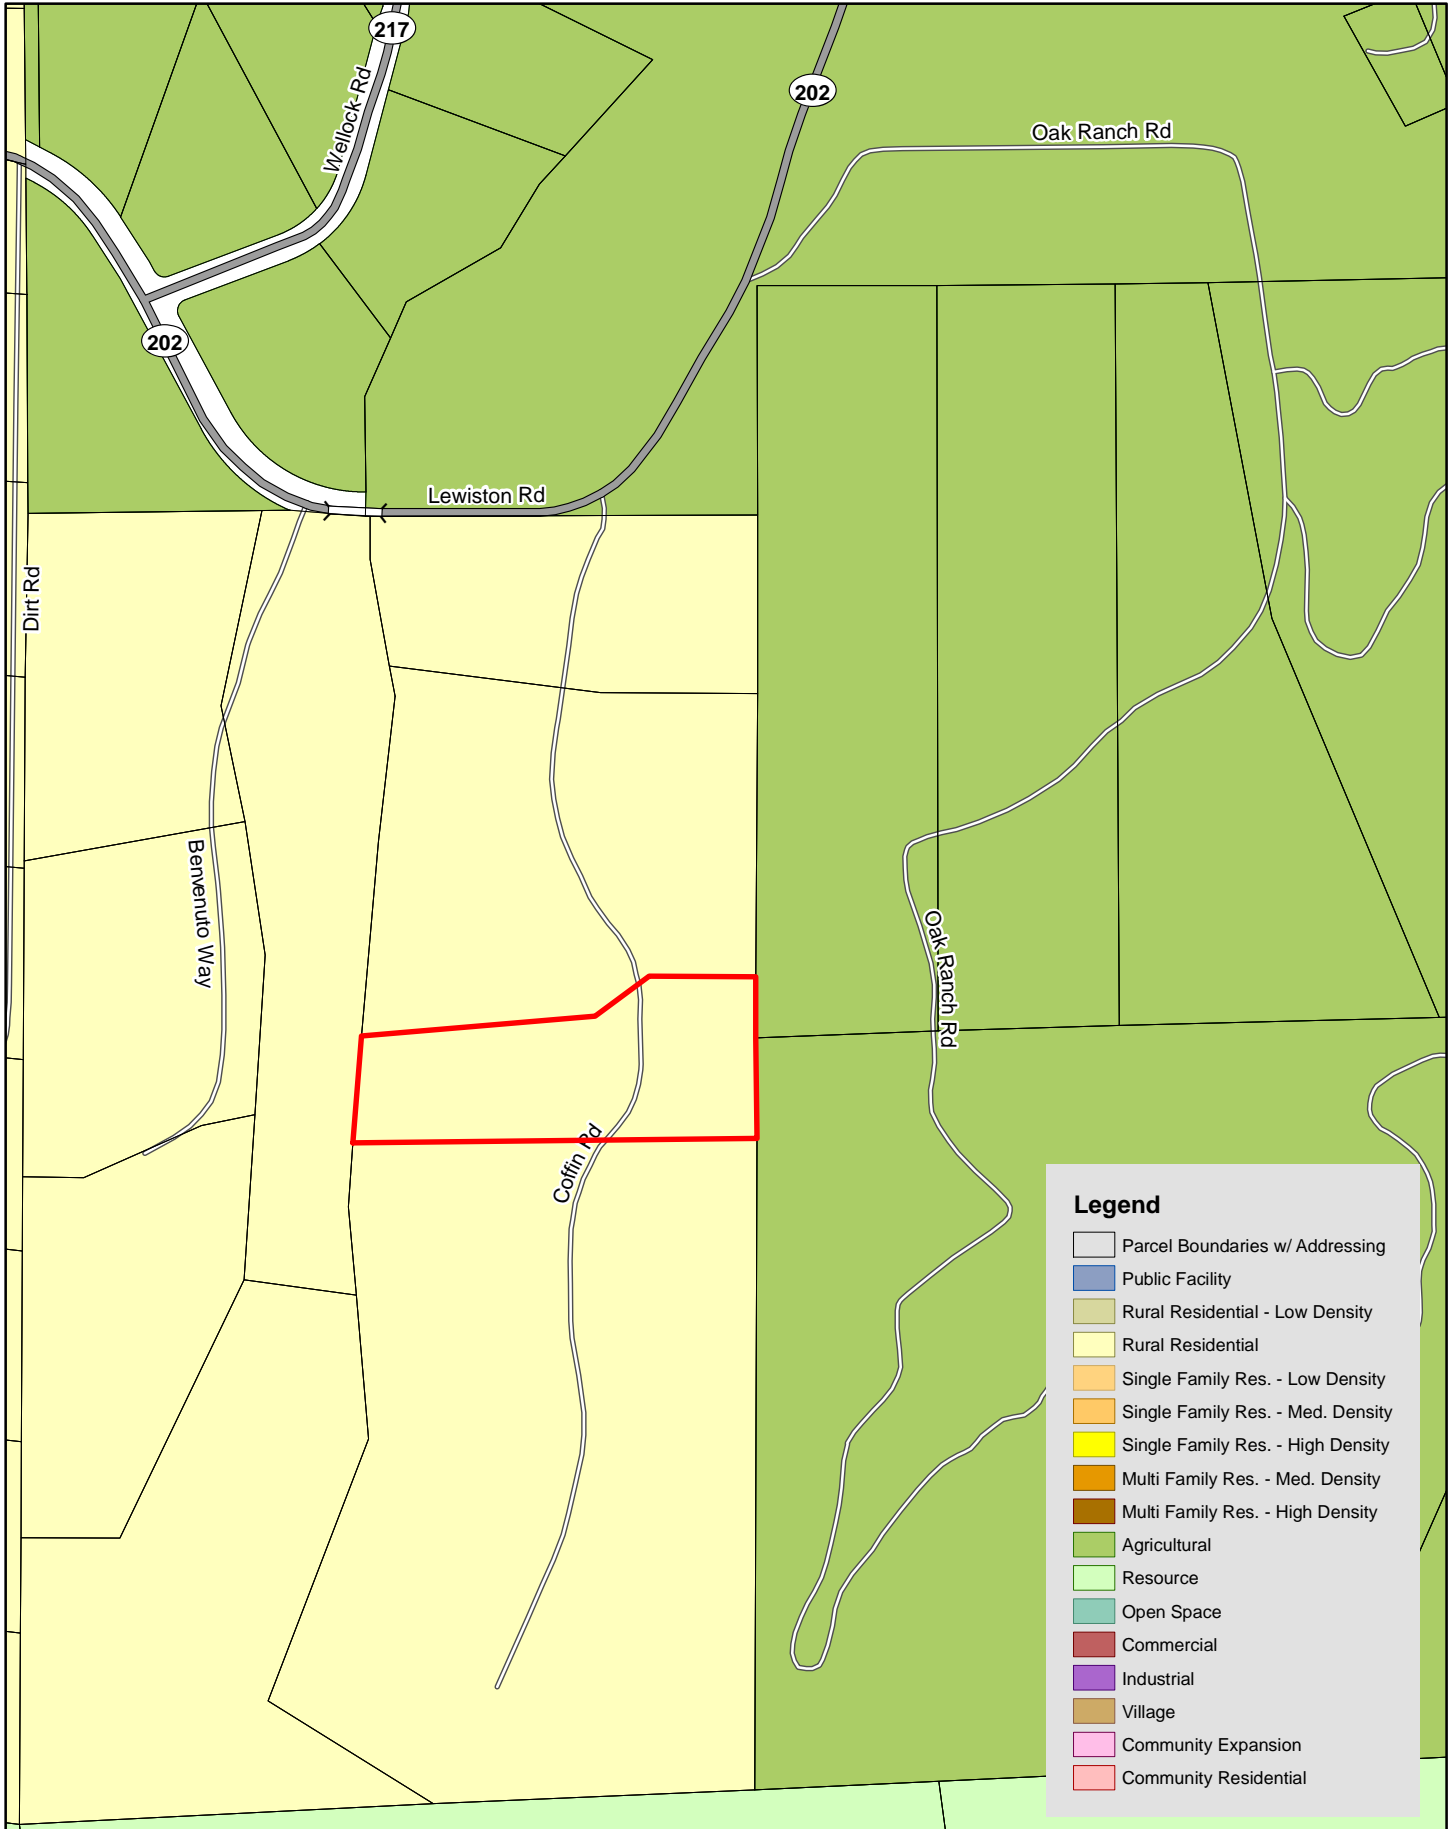 217
Wellock Rd
202
Oak Ranch Rd
202
Lewiston Rd
Dirt Rd
Benvenuto Way
Oak Ranch Rd
Coffin Rd
Legend
Parcel Boundaries w/ Addressing
Public Facility
Rural Residential - Low Density
Rural Residential
Single Family Res. - Low Density
Single Family Res. - Med. Density
Single Family Res. - High Density
Multi Family Res. - Med. Density
Multi Family Res. - High Density
Agricultural
Resource
Open Space
Commercial
Industrial
Village
Community Expansion
Community Residential